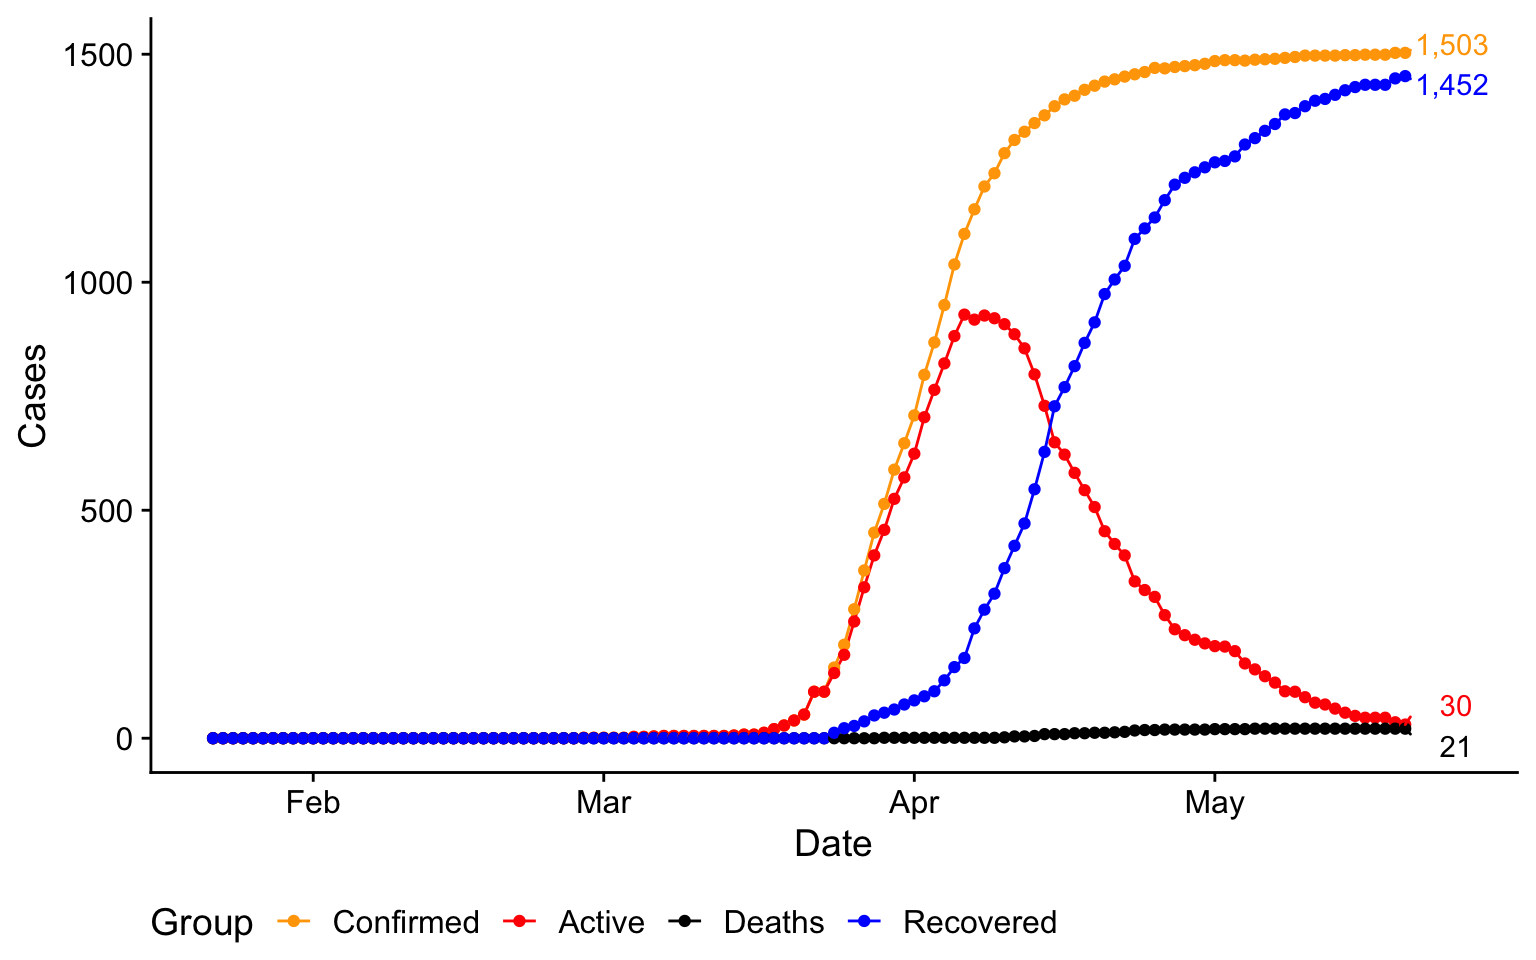 1500
1,503
1,452
1000
Cases
500
30
0
21
Feb Mar Apr May
Date
Group Confirmed Active Deaths Recovered